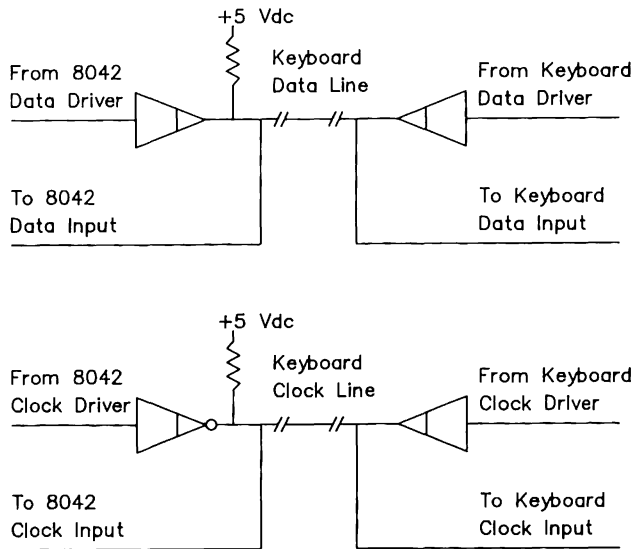 +5 Vdc
From 8042
Data Driver
Keyboard
Data Line
From Keyboard
Data Driver
To 8042
Data Input
To Keyboard
Data Input
+5 Vdc
From 8042
Clock Driver
Keyboard
Clock Line
From Keyboard
Clock Driver
To 8042
Clock Input
To Keyboard
Clock Input